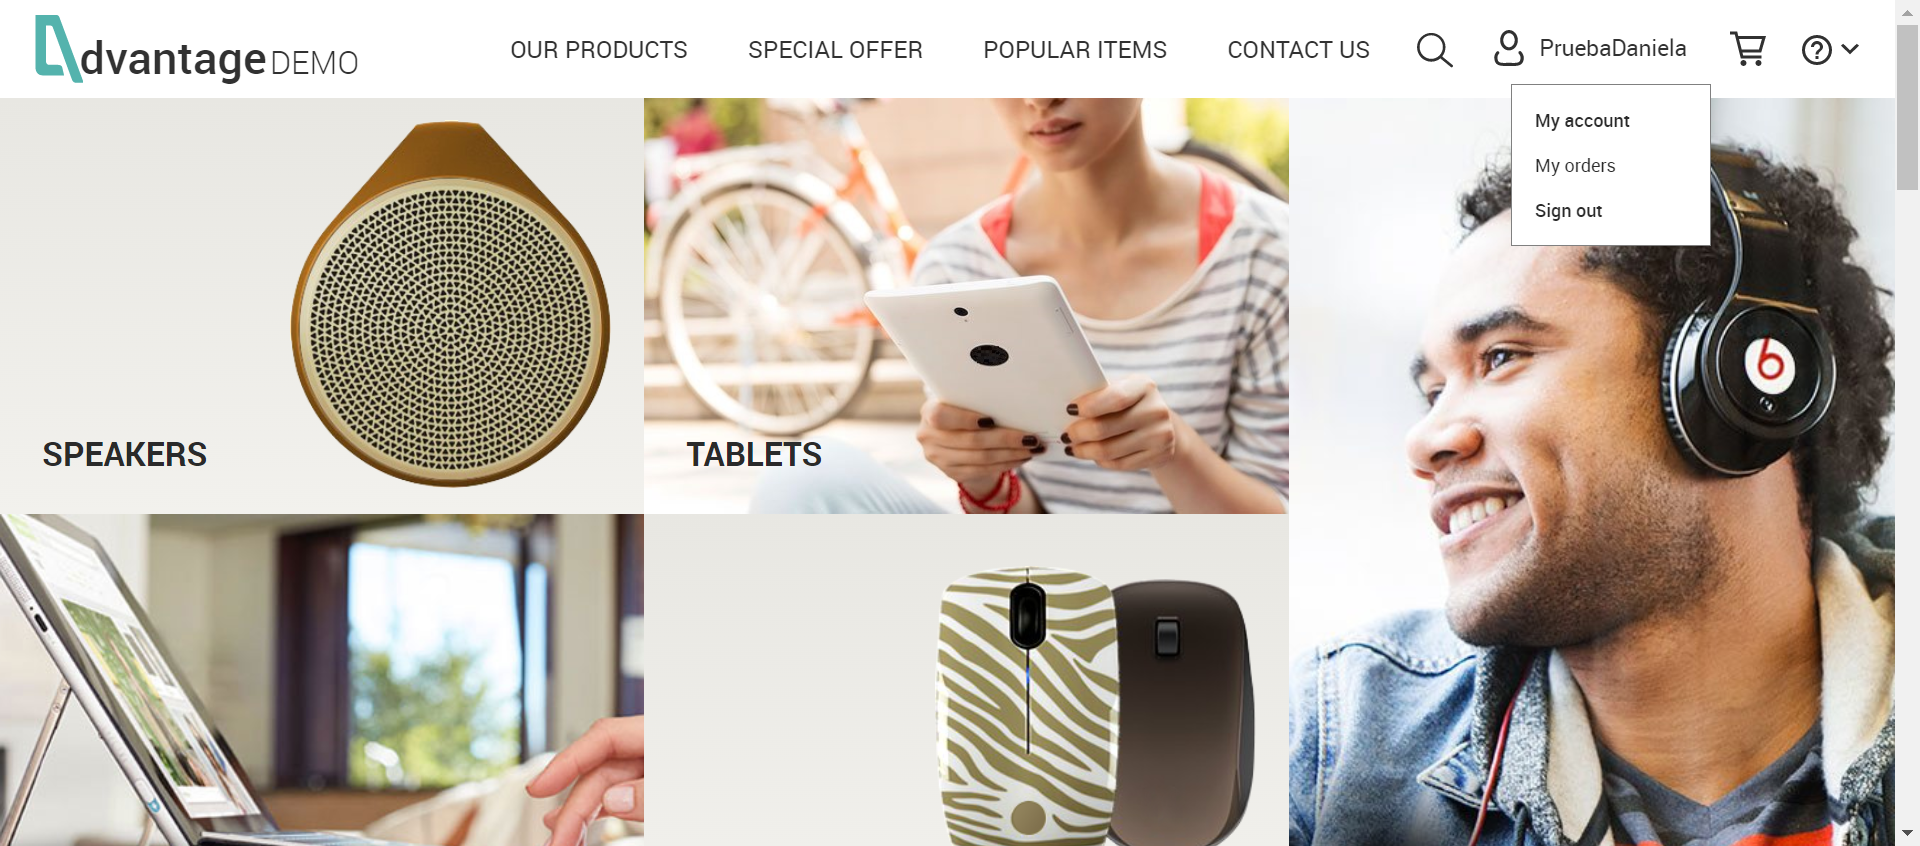 dvantage DEMO
OUR PRODUCTS
SPECIAL OFFER
POPULAR ITEMS
CONTACT US
PruebaDaniela
My account
My orders
Sign out
SPEAKERS
TABLETS